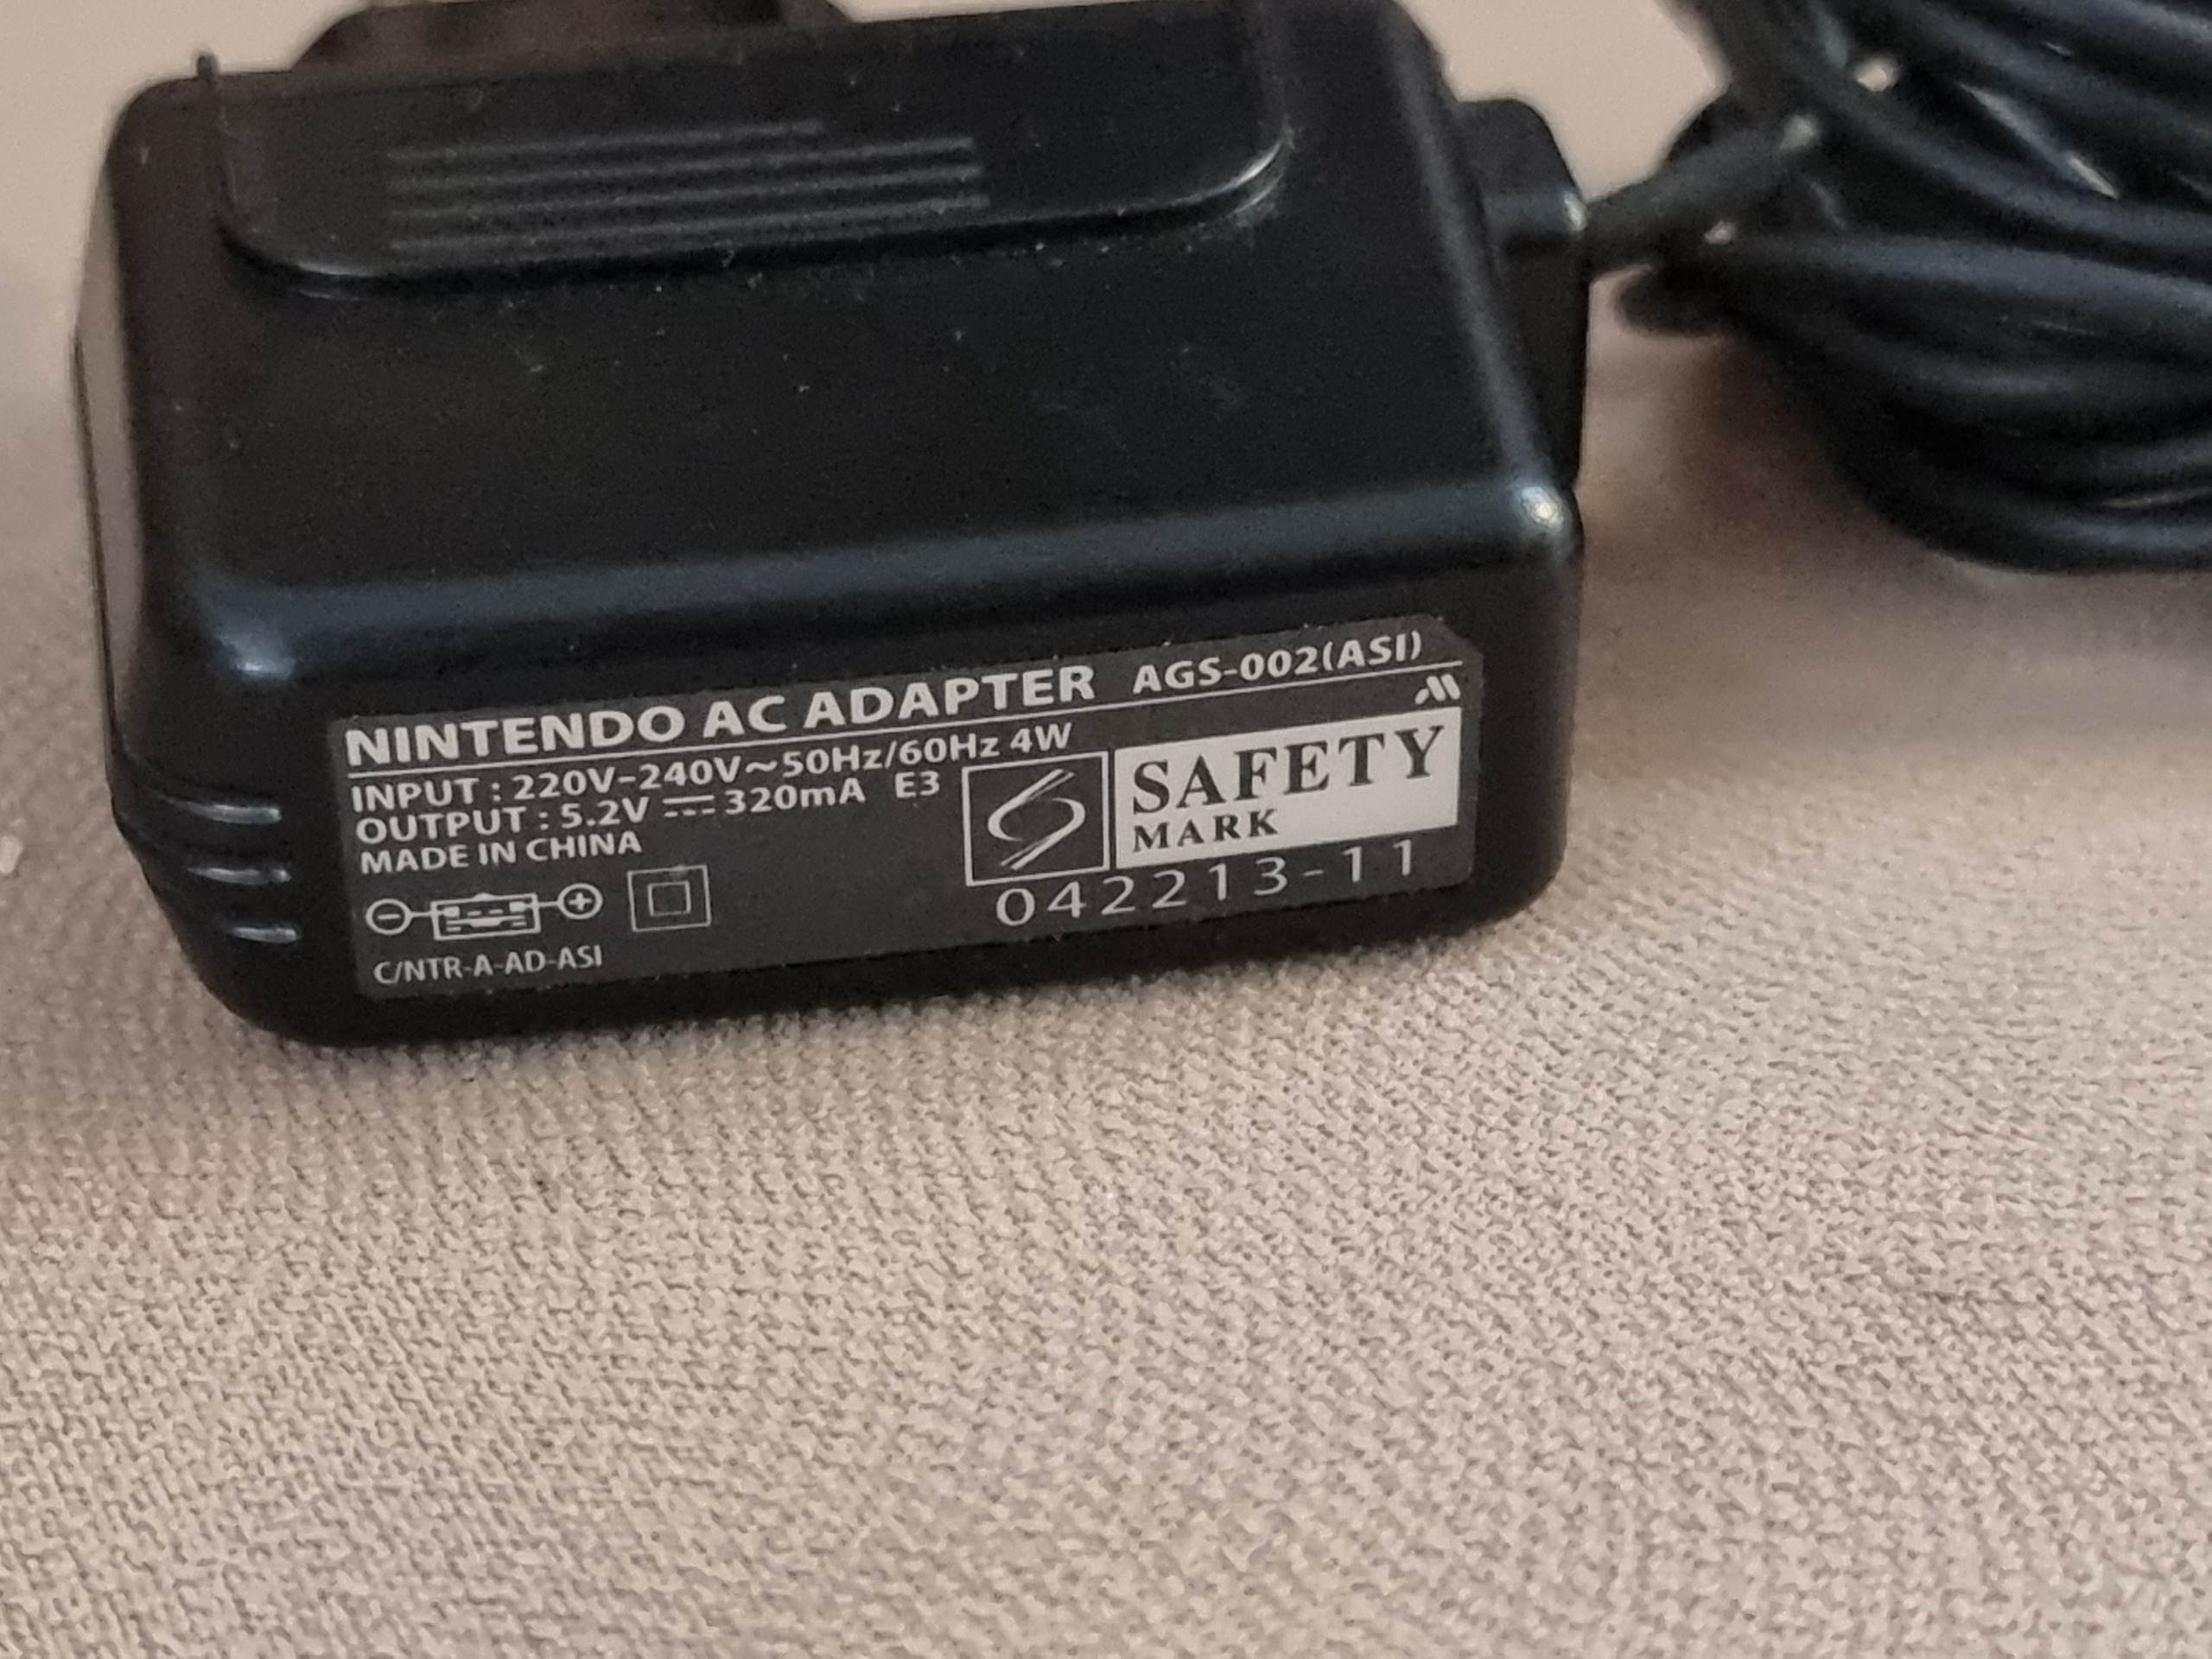 NINTENDO AC ADAPTER AGS-002(ASI)
INPUT : 220V-240V~50Hz/60Hz 4W
OUTPUT : 5.2V ⎓ 320mA E3
MADE IN CHINA
SAFETY
MARK
042213-11
C/NTR-A-AD-ASI